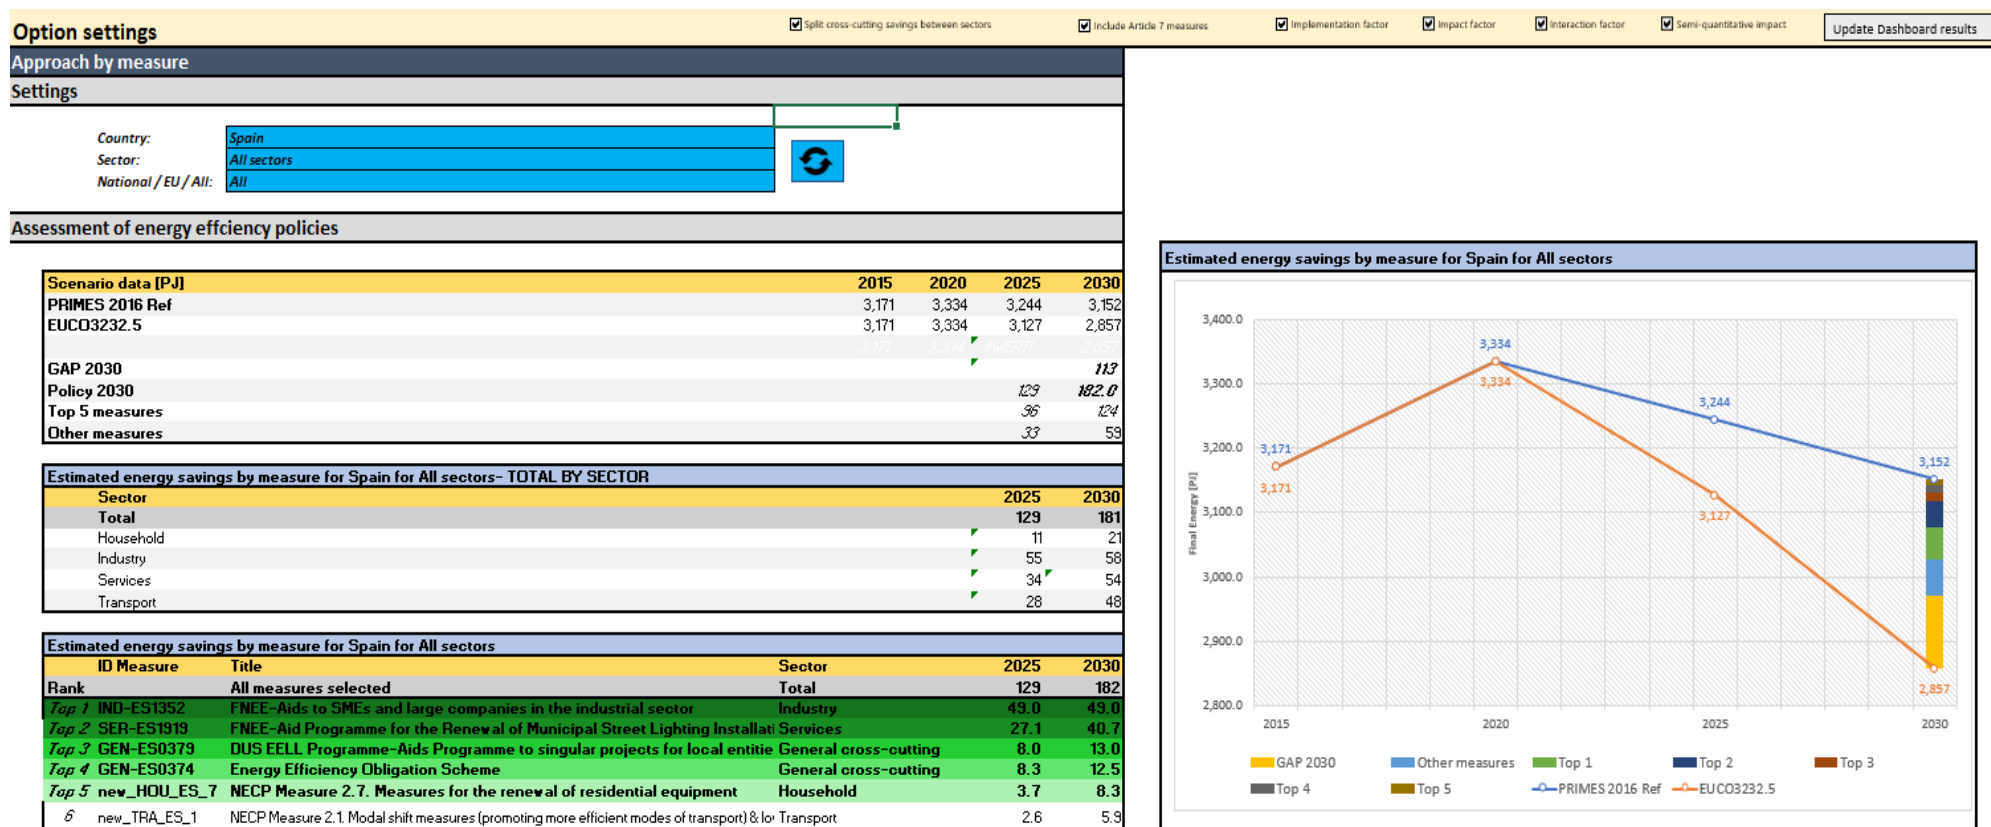 Option settings
Split cross-cutting savings between sectors
Include Article 7 measures
Implementation factor
Impact factor
Interaction factor
Semi-quantitative impact
Update Dashboard results
Approach by measure
Settings
Country: Spain
Sector: All sectors
National / EU / All: All
Assessment of energy effciency policies
Scenario data [PJ] 2015 2020 2025 2030
PRIMES 2016 Ref 3,171 3,334 3,244 3,152
EUCO3232.5 3,171 3,334 3,127 2,857
3,171 3,334 #WERT! 2,857
GAP 2030 113
Policy 2030 129 182.0
Top 5 measures 96 124
Other measures 33 59
Estimated energy savings by measure for Spain for All sectors- TOTAL BY SECTOR
Sector 2025 2030
Total 129 181
Household 11 21
Industry 55 58
Services 34 54
Transport 28 48
Estimated energy savings by measure for Spain for All sectors
ID Measure Title Sector 2025 2030
Rank All measures selected Total 129 182
Top 1 IND-ES1352 FNEE-Aids to SMEs and large companies in the industrial sector Industry 49.0 49.0
Top 2 SER-ES1919 FNEE-Aid Programme for the Renewal of Municipal Street Lighting Installati Services 27.1 40.7
Top 3 GEN-ES0379 DUS EELL Programme-Aids Programme to singular projects for local entitie General cross-cutting 8.0 13.0
Top 4 GEN-ES0374 Energy Efficiency Obligation Scheme General cross-cutting 8.3 12.5
Top 5 new_HOU_ES_7 NECP Measure 2.7. Measures for the renewal of residential equipment Household 3.7 8.3
6 new_TRA_ES_1 NECP Measure 2.1. Modal shift measures (promoting more efficient modes of transport) & lo Transport 2.6 5.9
Estimated energy savings by measure for Spain for All sectors
3,400.0
3,300.0
3,200.0
3,100.0
3,000.0
2,900.0
2,800.0
Final Energy [PJ]
3,171
3,171
3,334
3,334
3,244
3,127
3,152
2,857
2015 2020 2025 2030
GAP 2030 Other measures Top 1 Top 2 Top 3
Top 4 Top 5 PRIMES 2016 Ref EUCO3232.5